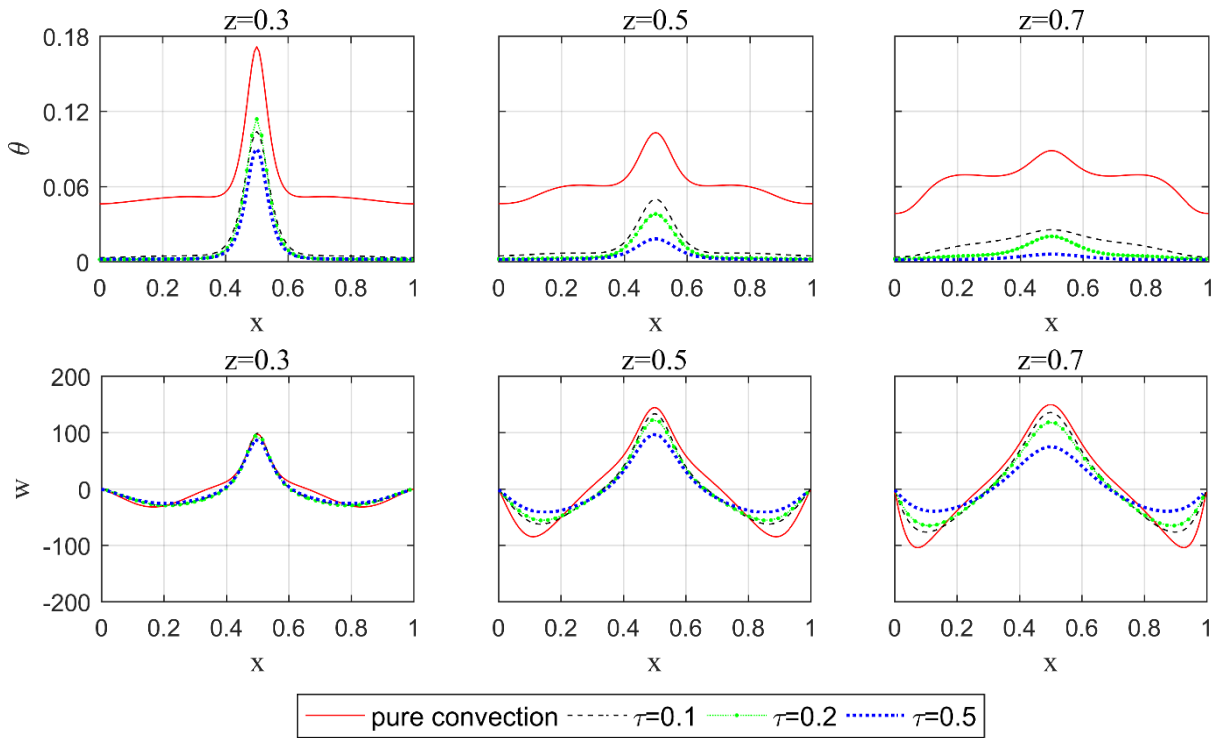 z=0.3 z=0.5 z=0.7
0.18
0.12
0.06
0
θ
0 0.2 0.4 0.6 0.8 1 0 0.2 0.4 0.6 0.8 1 0 0.2 0.4 0.6 0.8 1
x x x
z=0.3 z=0.5 z=0.7
200
100
0
-100
-200
w
0 0.2 0.4 0.6 0.8 1 0 0.2 0.4 0.6 0.8 1 0 0.2 0.4 0.6 0.8 1
x x x
pure convection τ=0.1 τ=0.2 τ=0.5